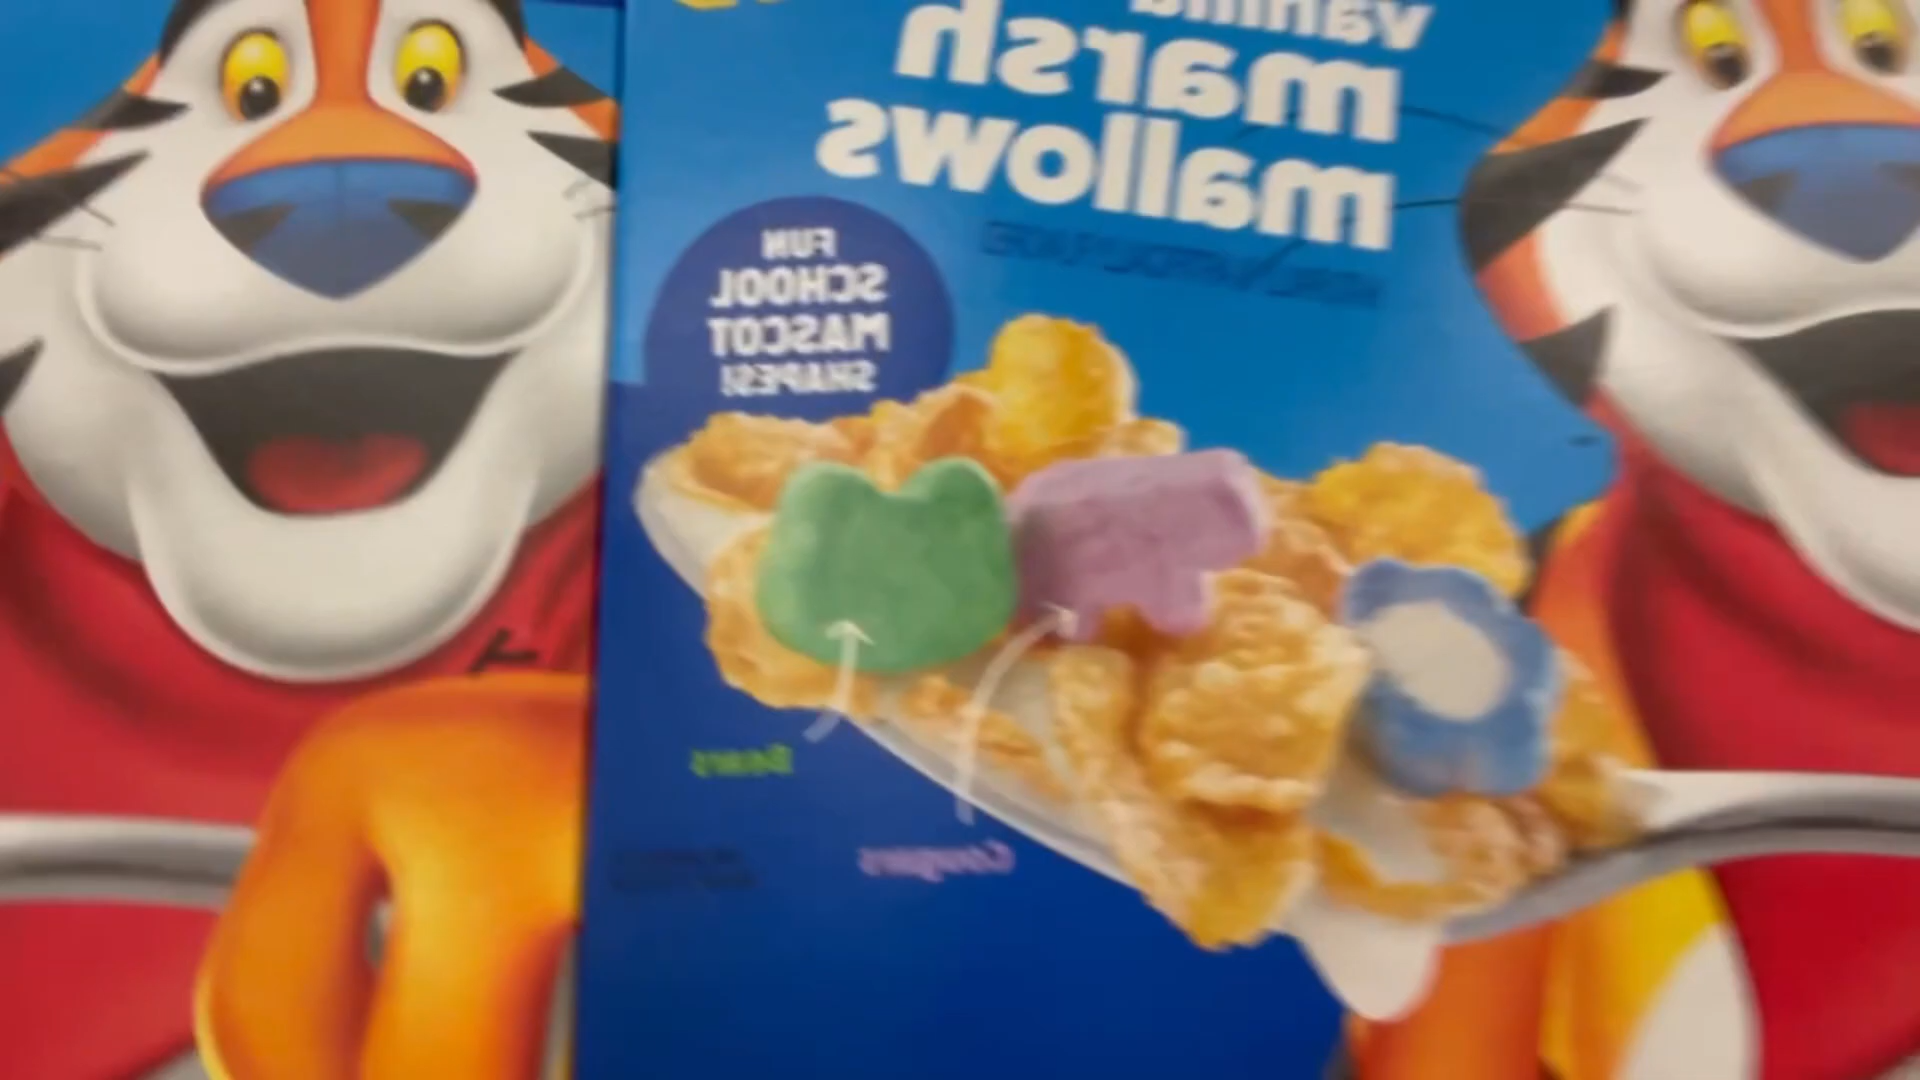 vanilla
marsh
mallows
FUN
SCHOOL
MASCOT
SHAPES!
Bears
Cougars